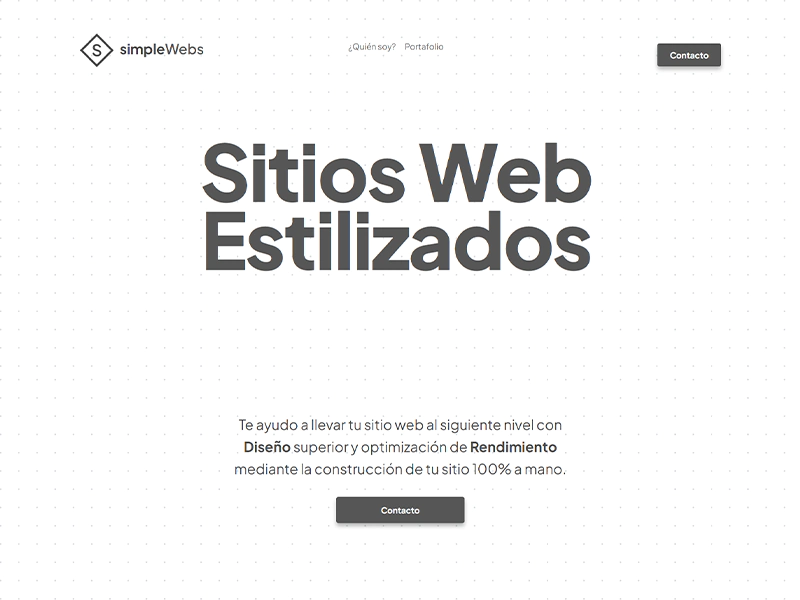 S simpleWebs
¿Quién soy? Portafolio
Contacto
Sitios Web
Estilizados
Te ayudo a llevar tu sitio web al siguiente nivel con
Diseño superior y optimización de Rendimiento
mediante la construcción de tu sitio 100% a mano.
Contacto